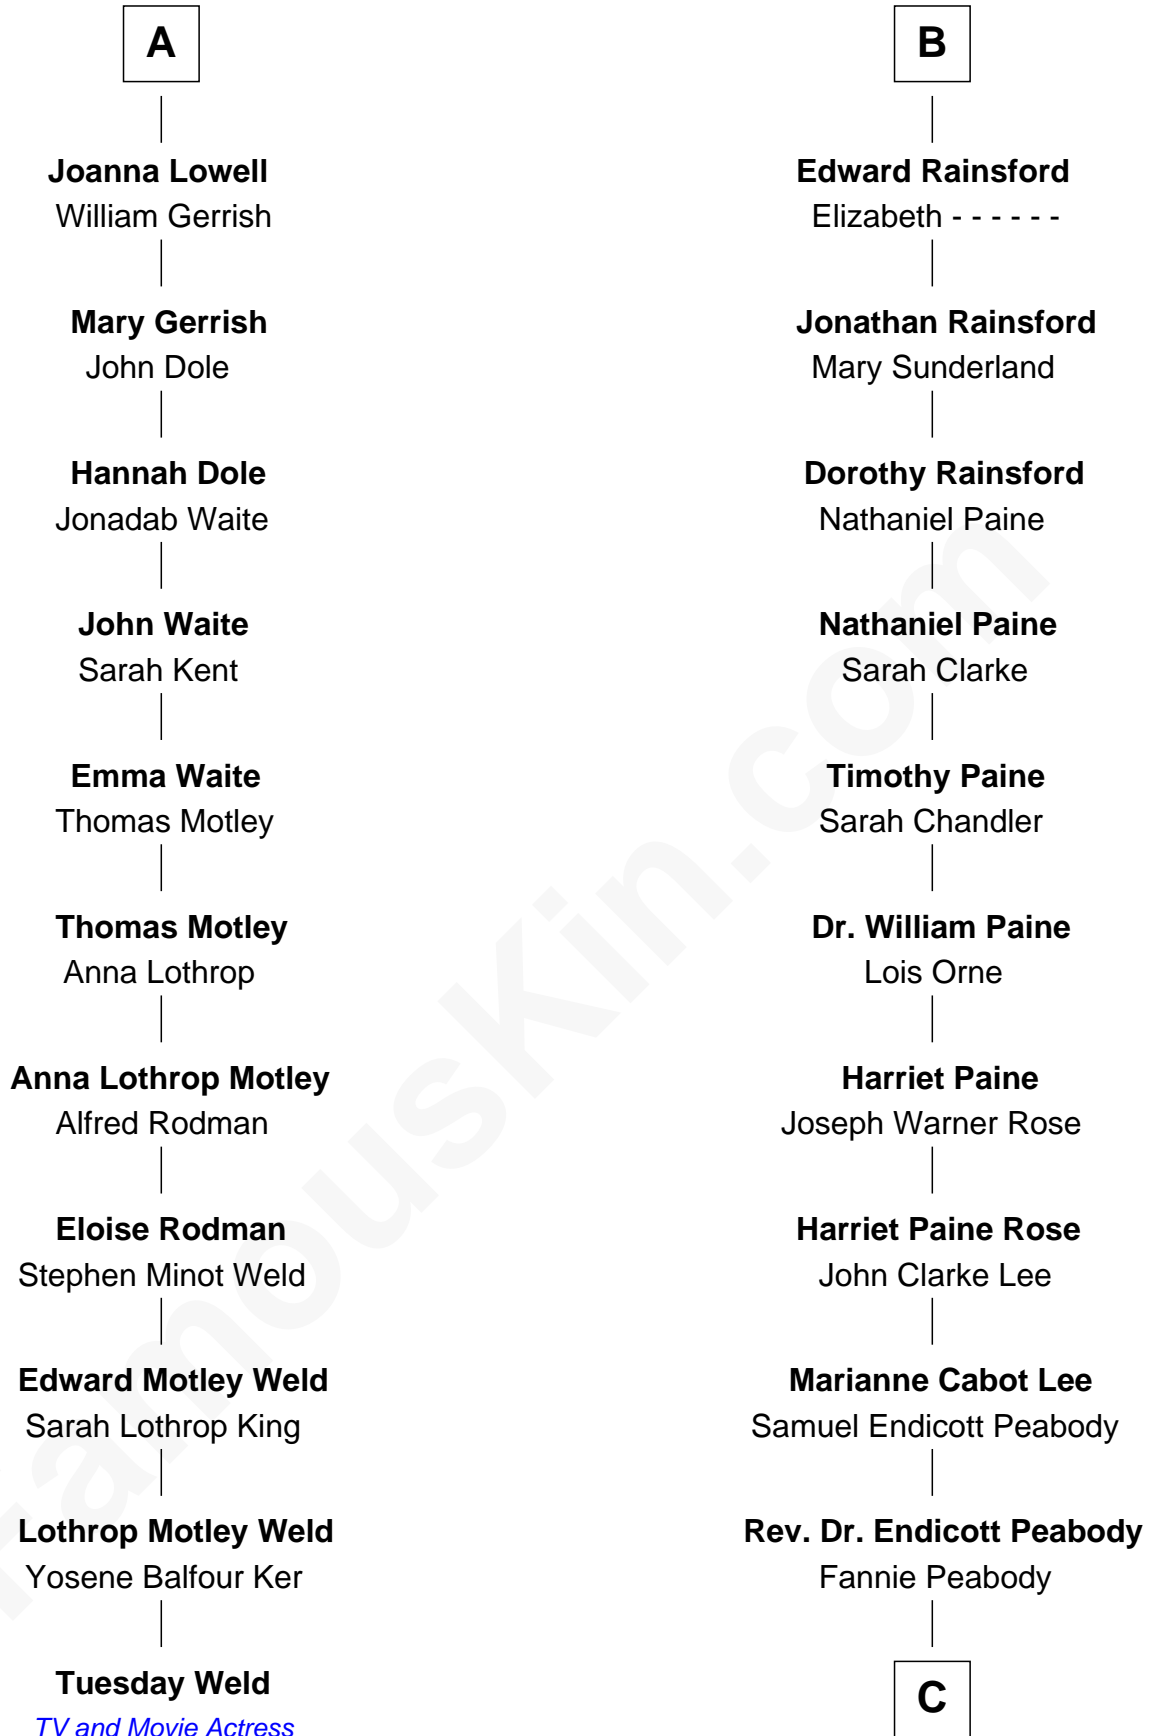 A
Joanna Lowell
William Gerrish
Mary Gerrish
John Dole
Hannah Dole
Jonadab Waite
John Waite
Sarah Kent
Emma Waite
Thomas Motley
Thomas Motley
Anna Lothrop
Anna Lothrop Motley
Alfred Rodman
Eloise Rodman
Stephen Minot Weld
Edward Motley Weld
Sarah Lothrop King
Lothrop Motley Weld
Yosene Balfour Ker
Tuesday Weld
TV and Movie Actress
B
Edward Rainsford
Elizabeth - - - - - -
Jonathan Rainsford
Mary Sunderland
Dorothy Rainsford
Nathaniel Paine
Nathaniel Paine
Sarah Clarke
Timothy Paine
Sarah Chandler
Dr. William Paine
Lois Orne
Harriet Paine
Joseph Warner Rose
Harriet Paine Rose
John Clarke Lee
Marianne Cabot Lee
Samuel Endicott Peabody
Rev. Dr. Endicott Peabody
Fannie Peabody
C
FamousKin.com